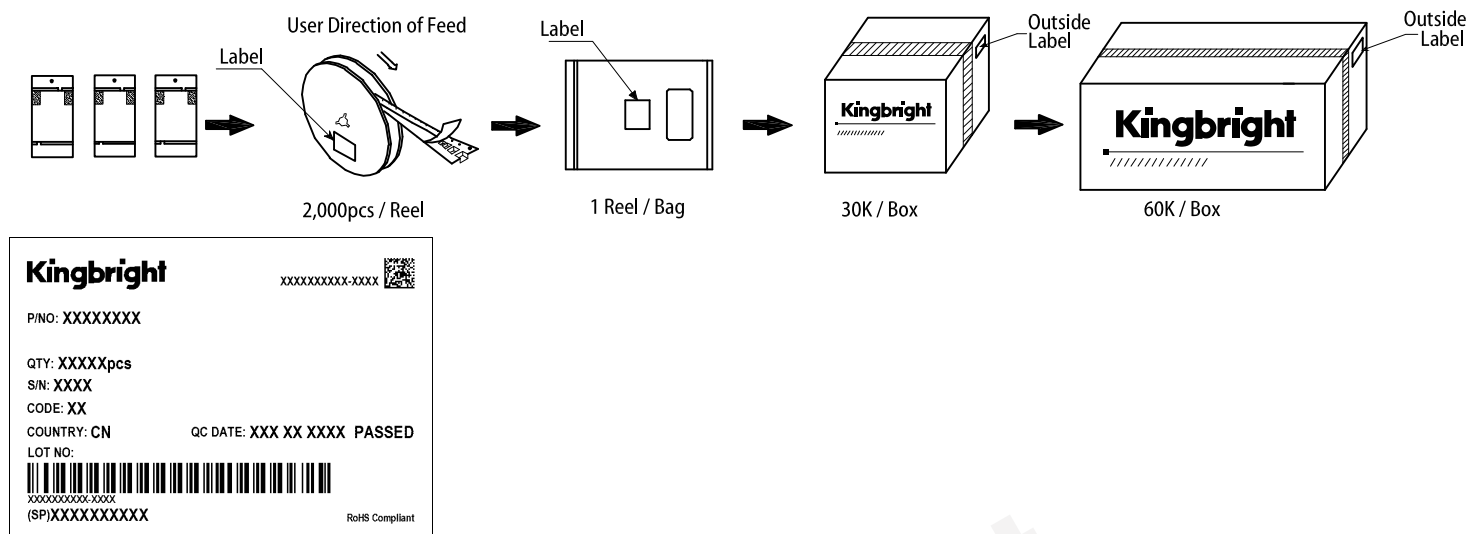 User Direction of Feed
Label
Label
Outside
Label
Outside
Label
Kingbright
Kingbright
2,000pcs / Reel
1 Reel / Bag
30K / Box
60K / Box
Kingbright
XXXXXXXXXX-XXXX
P/NO: XXXXXXXX
QTY: XXXXXpcs
S/N: XXXX
CODE: XX
COUNTRY: CN QC DATE: XXX XX XXXX PASSED
LOT NO:
XXXXXXXXXX-XXXX
(SP)XXXXXXXXXX RoHS Compliant